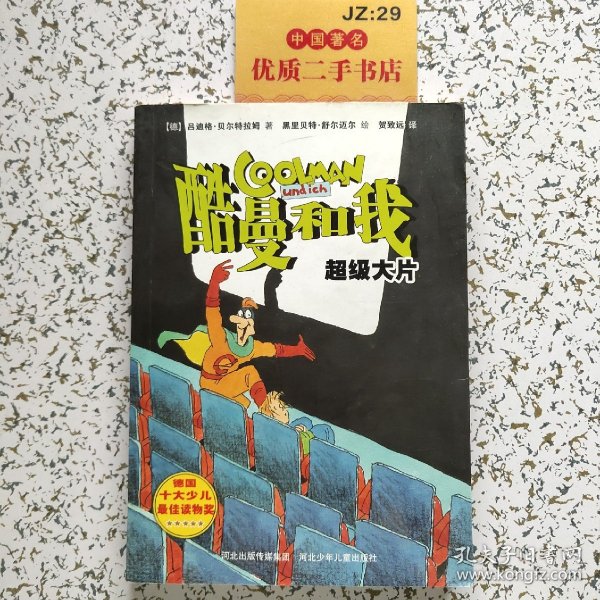 JZ:29
中国著名
优质二手书店
【德】吕迪格·贝尔特拉姆 著 黑里贝特·舒尔迈尔 绘 贺致远 译
COOLMAN
und ich
酷曼和我
超级大片
德国
十大少儿
最佳读物奖
★★★★★
河北出版传媒集团 河北少年儿童出版社
孔夫子旧书网
www.kongfz.com